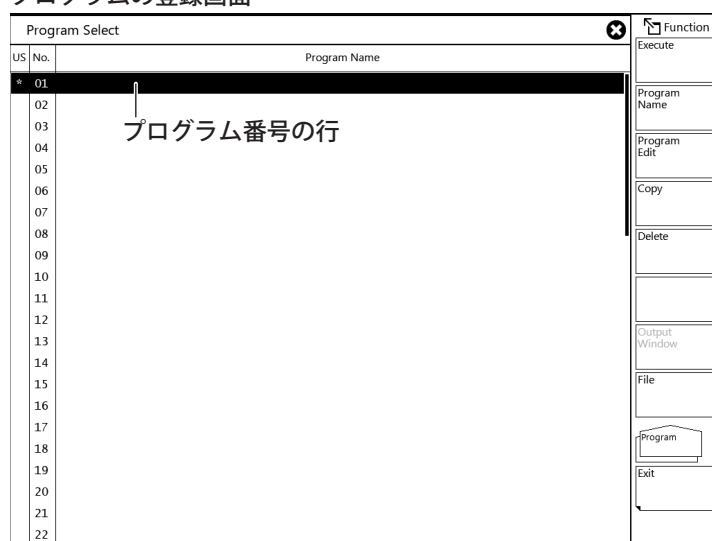 プログラムの登録画面
Program Select
US No. Program Name
* 01
02
03
04
05
06
07
08
09
10
11
12
13
14
15
16
17
18
19
20
21
22
プログラム番号の行
Function
Execute
Program
Name
Program
Edit
Copy
Delete
Output
Window
File
Program
Exit